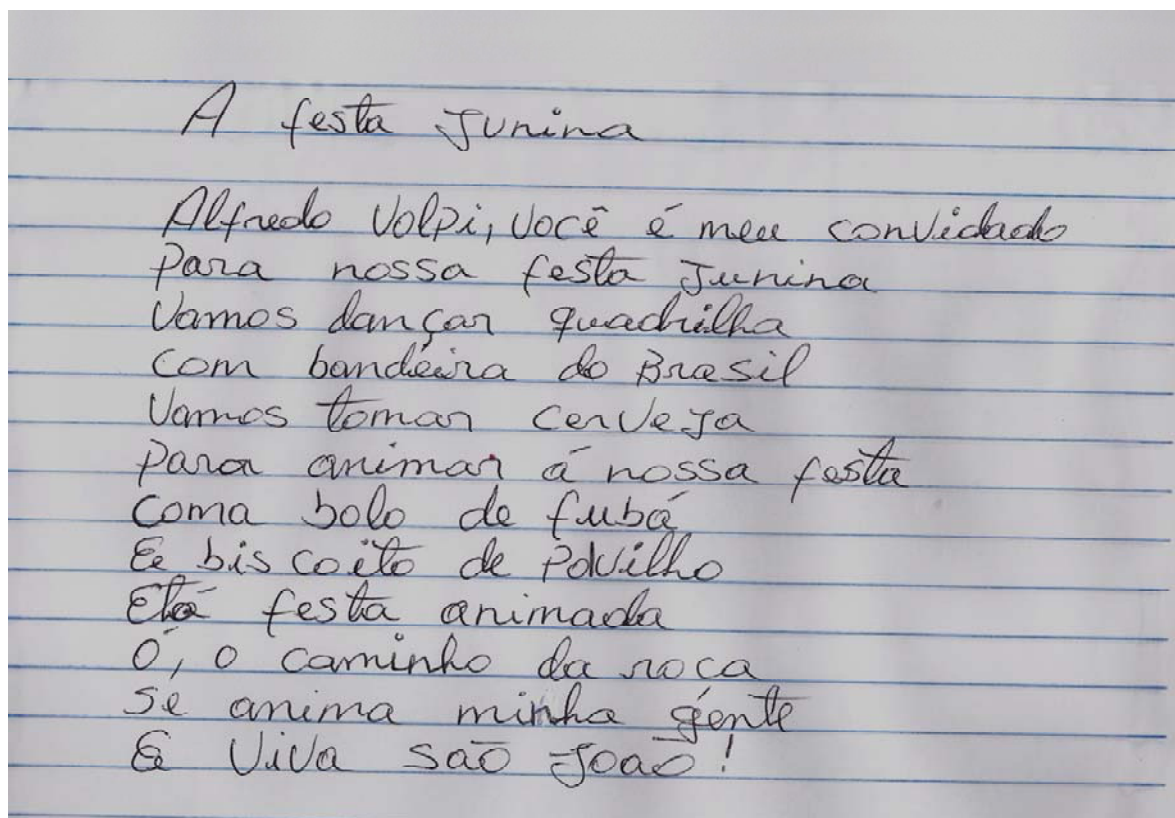 A festa Junina
Alfredo Volpi, você é meu convidado
Para nossa festa Junina
Vamos dançar quadrilha
Com bandeira do Brasil
Vamos tomar cerveja
Para animar á nossa festa
Coma bolo de fubá
E biscoito de Polvilho
Etá festa animada
Ó, o caminho da roca
Se anima minha gente
E Viva São João!